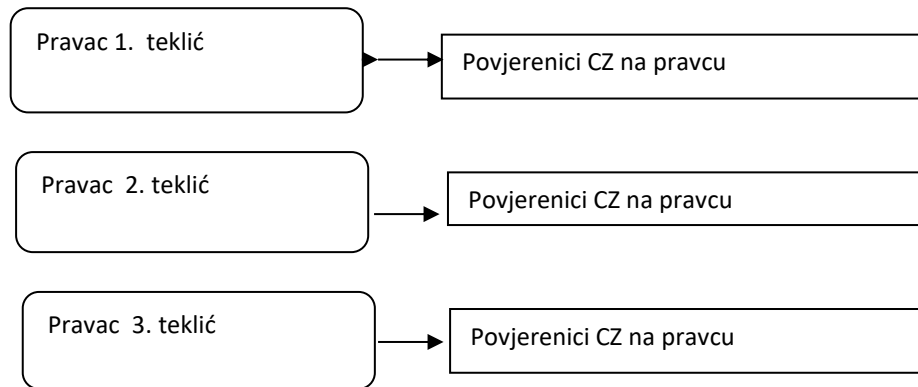 Pravac 1.  teklić
Povjerenici CZ na pravcu
Pravac  2. teklić
Povjerenici CZ na pravcu
Pravac  3. teklić
Povjerenici CZ na pravcu